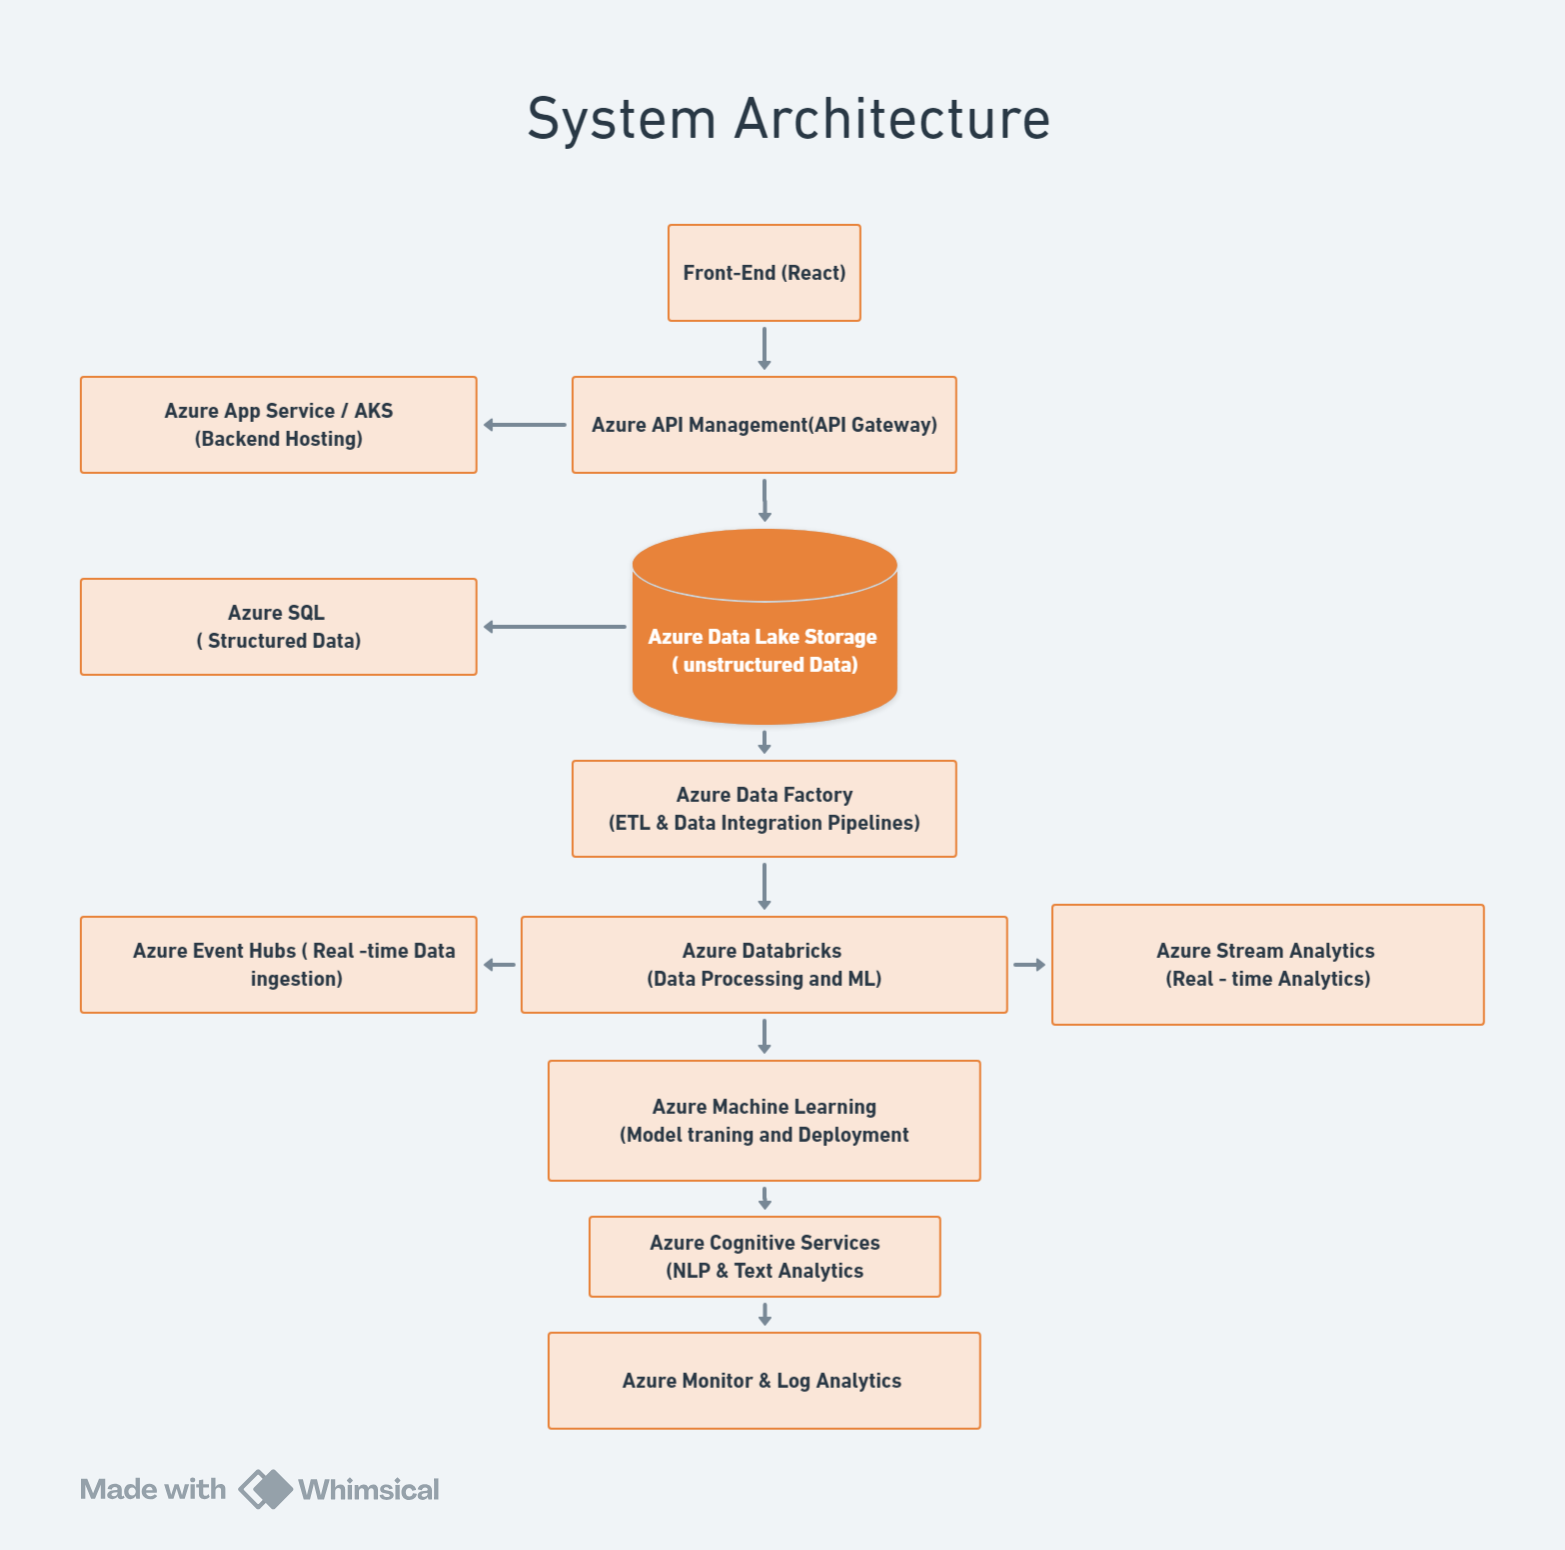 System Architecture
Front-End (React)
Azure App Service / AKS
(Backend Hosting)
Azure API Management(API Gateway)
Azure SQL
( Structured Data)
Azure Data Lake Storage
( unstructured Data)
Azure Data Factory
(ETL & Data Integration Pipelines)
Azure Event Hubs ( Real -time Data
ingestion)
Azure Databricks
(Data Processing and ML)
Azure Stream Analytics
(Real - time Analytics)
Azure Machine Learning
(Model traning and Deployment
Azure Cognitive Services
(NLP & Text Analytics
Azure Monitor & Log Analytics
Made with Whimsical